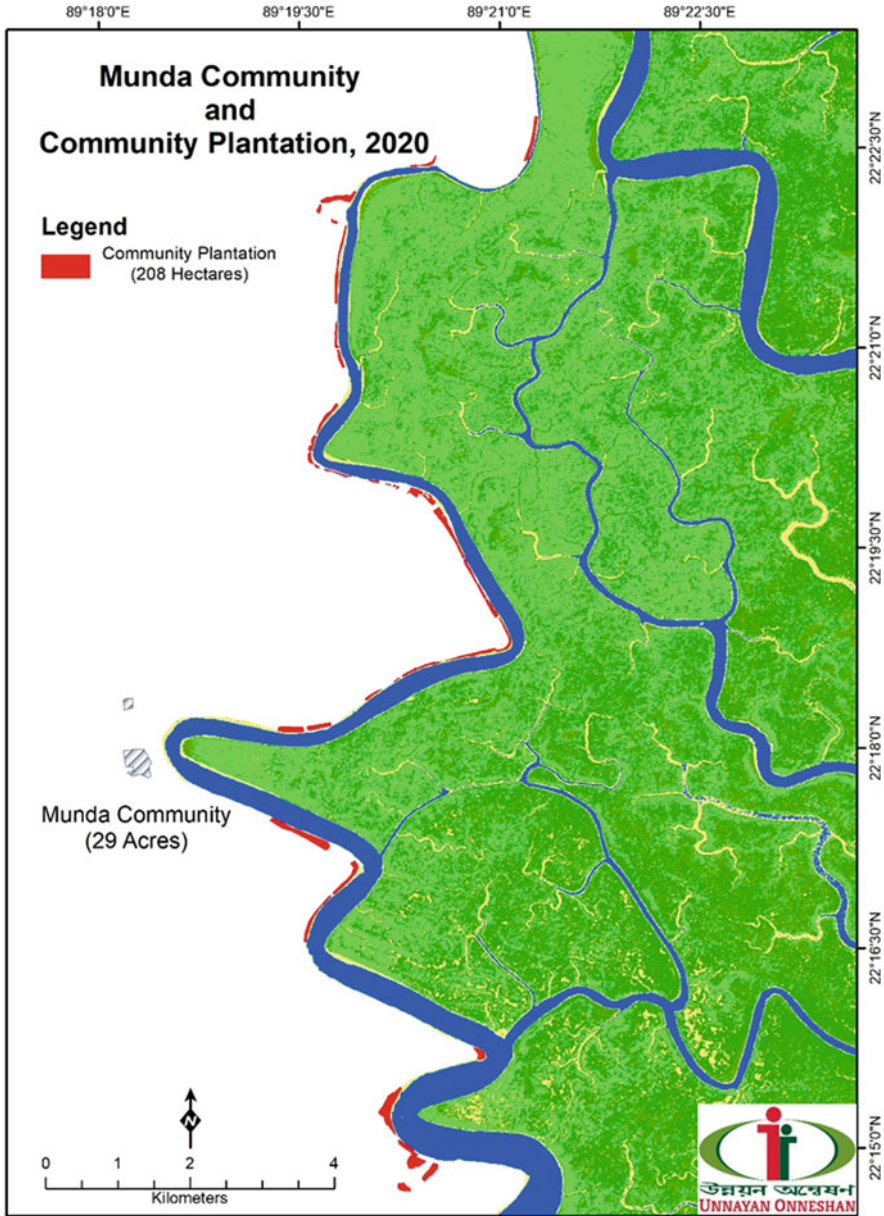 89°18'0"E
89°19'30"E
89°21'0"E
89°22'30"E
Munda Community
and
Community Plantation, 2020
Legend
Community Plantation
(208 Hectares)
22°22'30"N
22°21'0"N
22°19'30"N
22°18'0"N
22°16'30"N
22°15'0"N
Munda Community
(29 Acres)
N
0 1 2 4
Kilometers
উন্নয়ন অন্বেষণ
UNNAYAN ONNESHAN